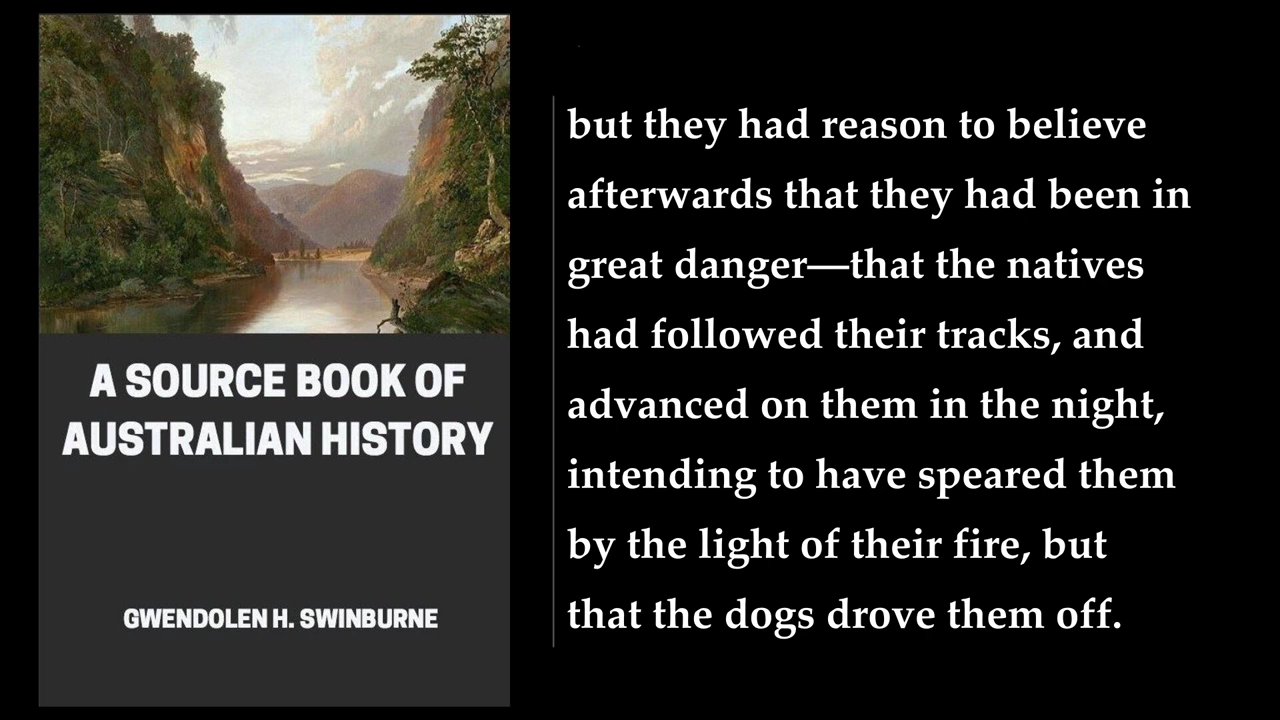 A SOURCE BOOK OF
AUSTRALIAN HISTORY
GWENDOLEN H. SWINBURNE
but they had reason to believe
afterwards that they had been in
great danger—that the natives
had followed their tracks, and
advanced on them in the night,
intending to have speared them
by the light of their fire, but
that the dogs drove them off.